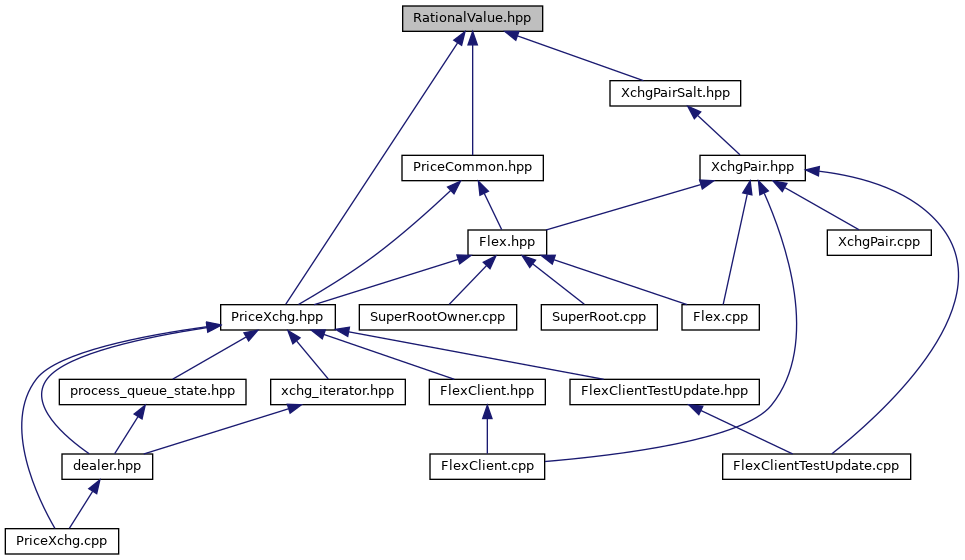 RationalValue.hpp
XchgPairSalt.hpp
PriceCommon.hpp
XchgPair.hpp
Flex.hpp
XchgPair.cpp
PriceXchg.hpp
SuperRootOwner.cpp
SuperRoot.cpp
Flex.cpp
process_queue_state.hpp
xchg_iterator.hpp
FlexClient.hpp
FlexClientTestUpdate.hpp
dealer.hpp
FlexClient.cpp
FlexClientTestUpdate.cpp
PriceXchg.cpp